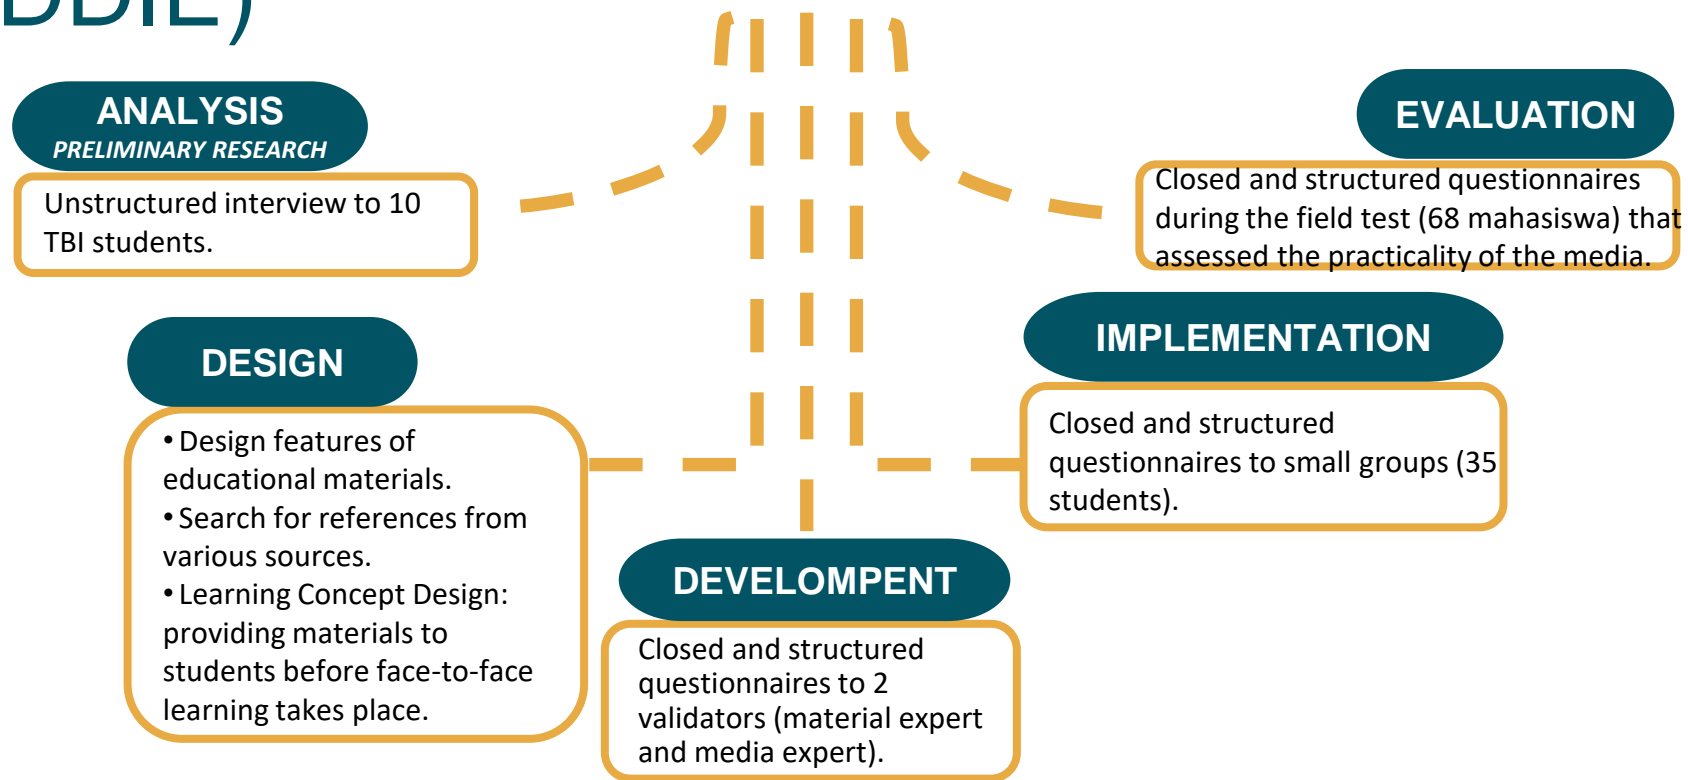 DDIE)
ANALYSIS
PRELIMINARY RESEARCH
Unstructured interview to 10
TBI students.
EVALUATION
Closed and structured questionnaires
during the field test (68 mahasiswa) that
assessed the practicality of the media.
DESIGN
• Design features of
educational materials.
• Search for references from
various sources.
• Learning Concept Design:
providing materials to
students before face-to-face
learning takes place.
IMPLEMENTATION
Closed and structured
questionnaires to small groups (35
students).
DEVELOMPENT
Closed and structured
questionnaires to 2
validators (material expert
and media expert).